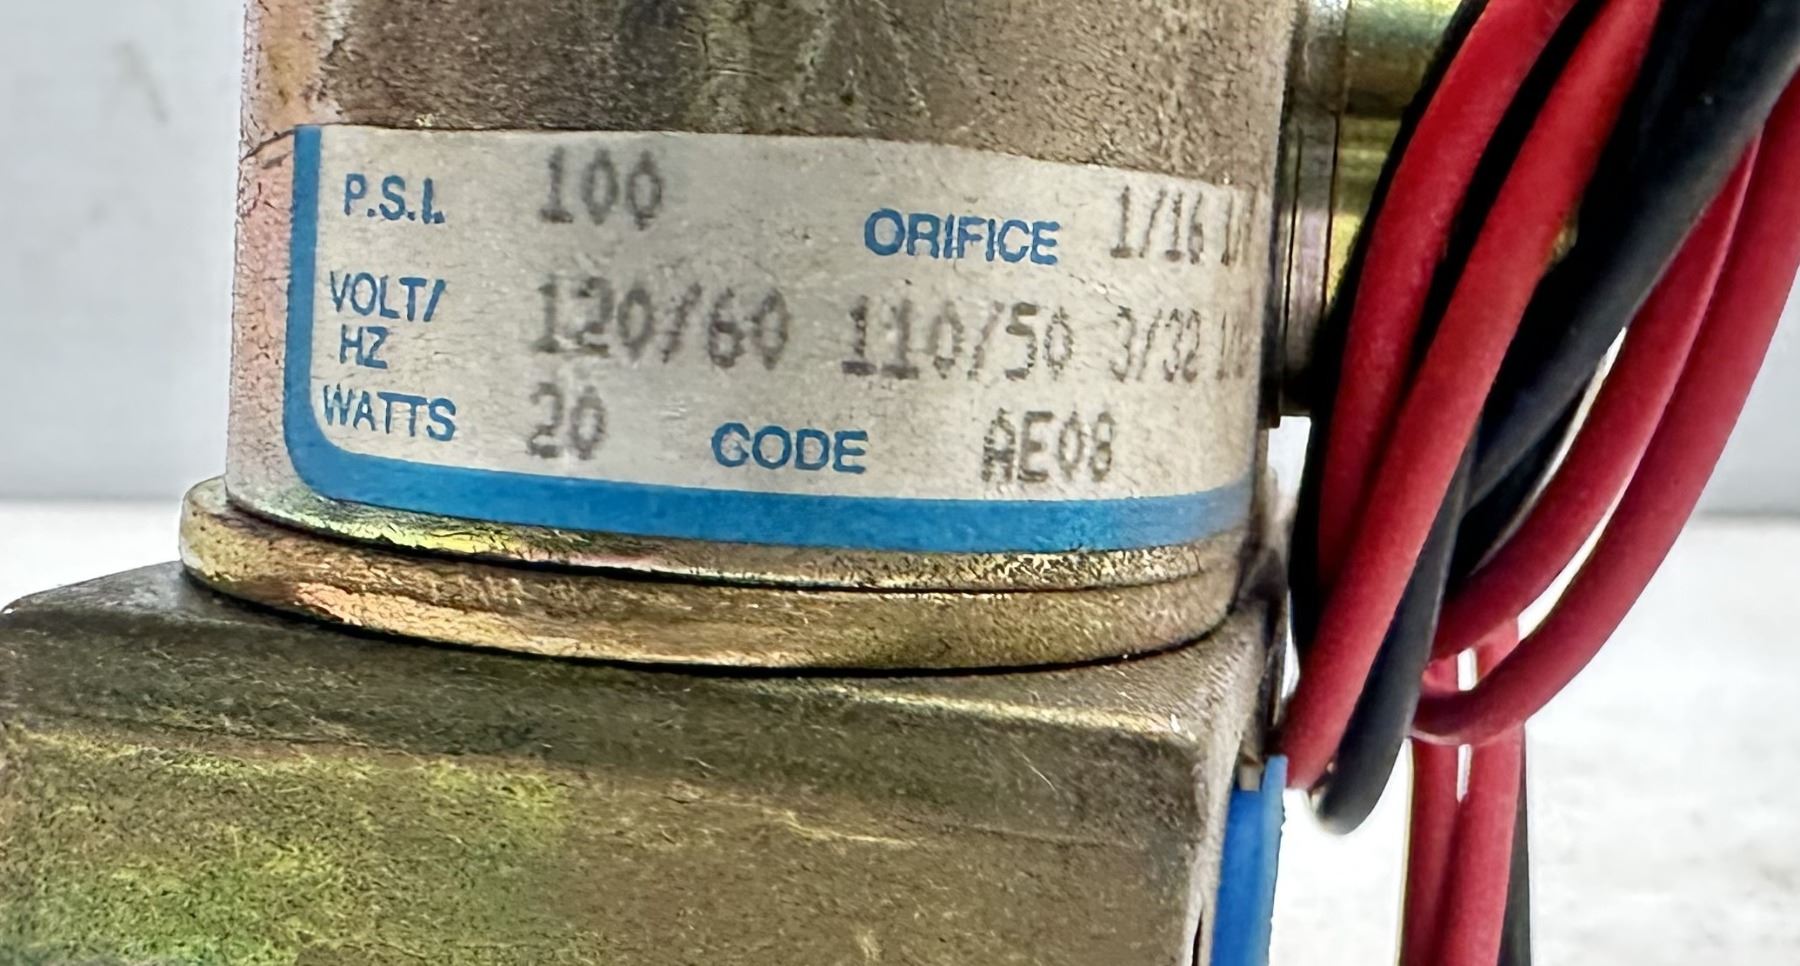 P.S.I. 100 ORIFICE 1/16
VOLT/
HZ 120/60 110/50 3/32
WATTS 20 CODE AE08